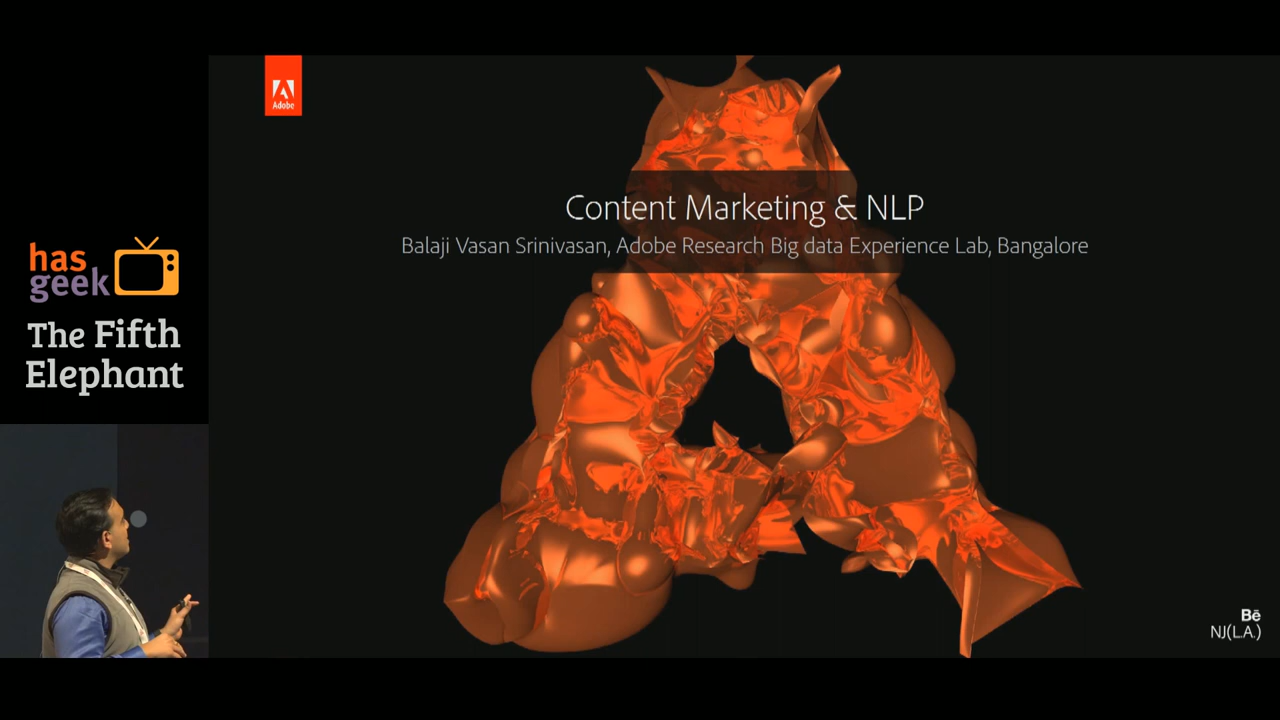 Adobe
Content Marketing & NLP
Balaji Vasan Srinivasan, Adobe Research Big data Experience Lab, Bangalore
has
geek
The Fifth
Elephant
Bē
NJ(L.A.)